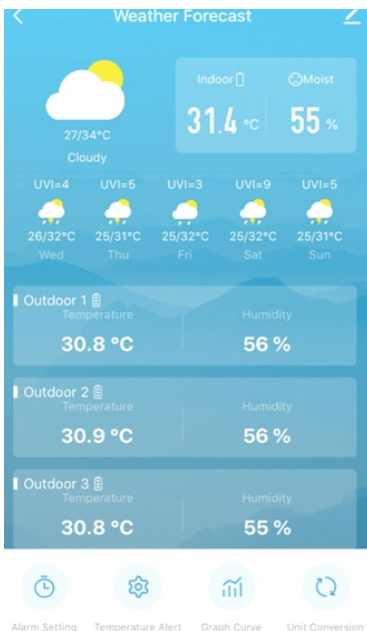 Weather Forecast
27/34°C
Cloudy
Indoor
31.4 °C
Moist
55 %
UVI=4 UVI=5 UVI=3 UVI=9 UVI=5
26/32°C 25/31°C 25/32°C 25/32°C 25/31°C
Wed Thu Fri Sat Sun
Outdoor 1
Temperature Humidity
30.8 °C 56 %
Outdoor 2
Temperature Humidity
30.9 °C 56 %
Outdoor 3
Temperature Humidity
30.8 °C 55 %
Alarm Setting Temperature Alert Graph Curve Unit Conversion